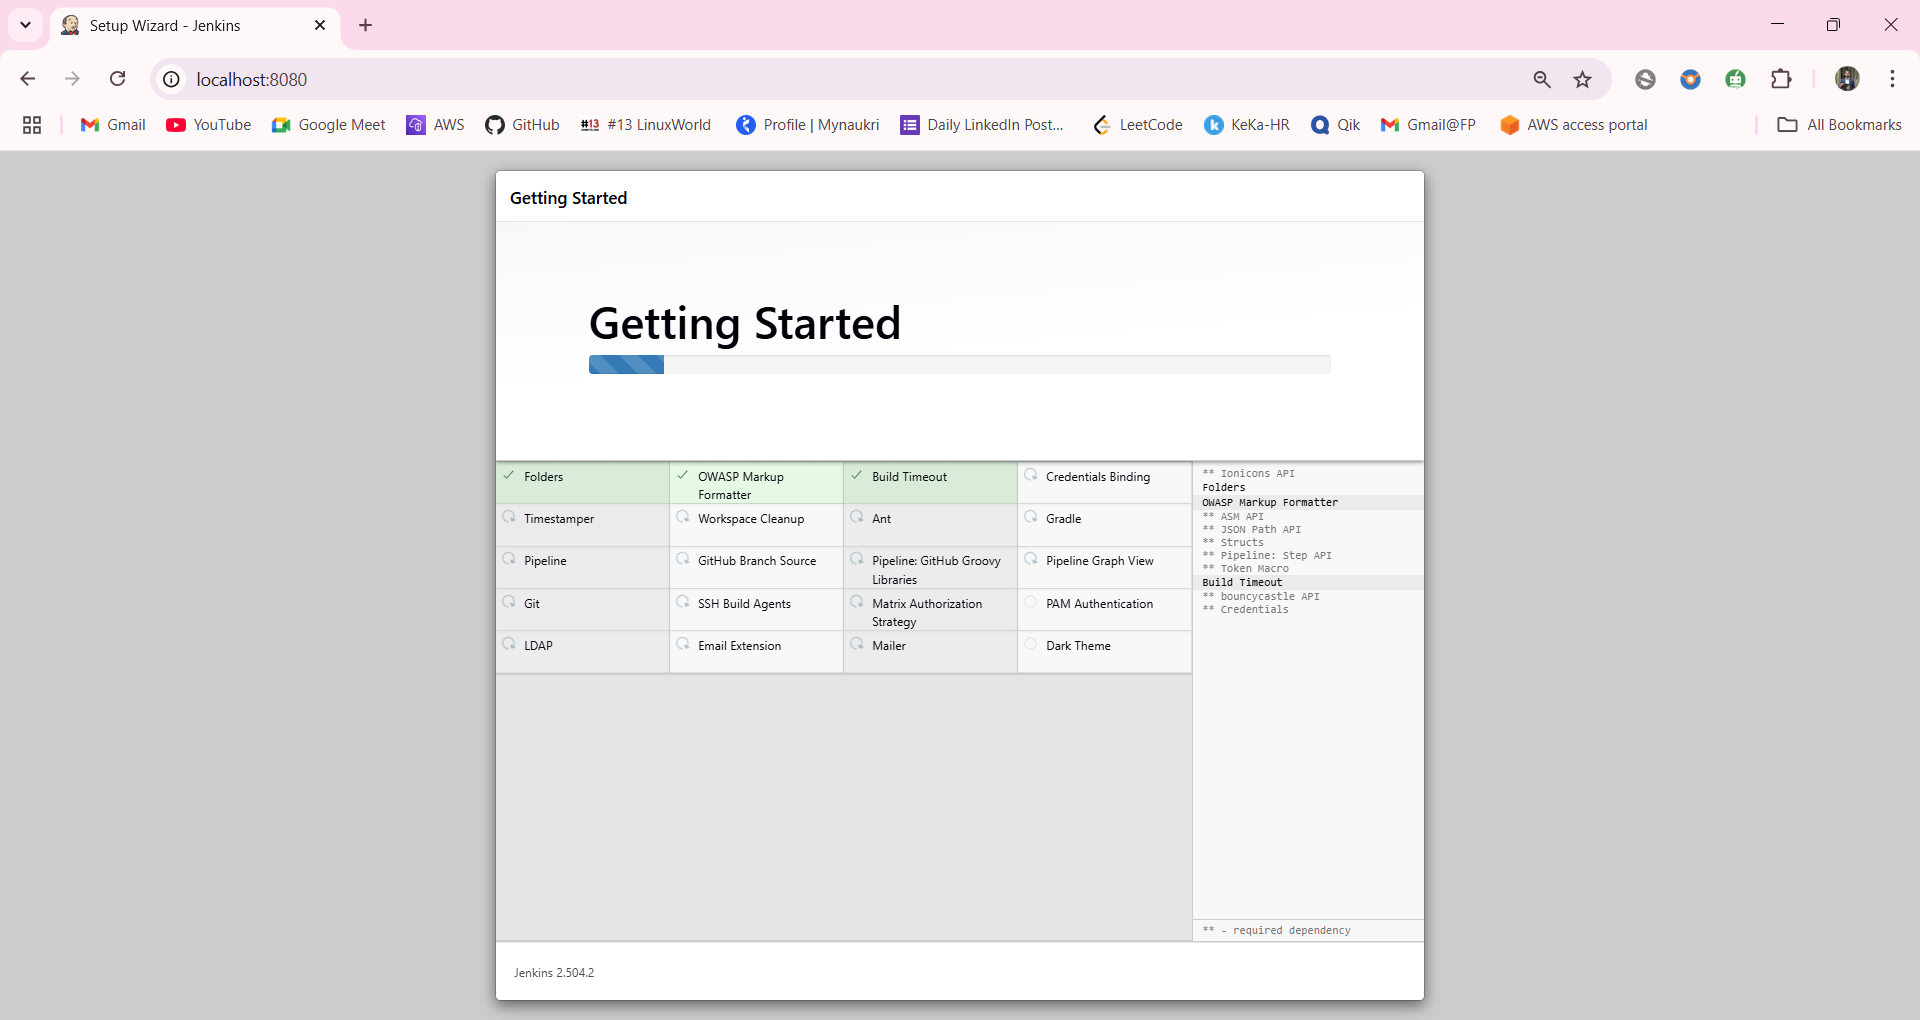 Setup Wizard - Jenkins
localhost:8080
Gmail YouTube Google Meet AWS GitHub #13 #13 LinuxWorld Profile | Mynaukri Daily LinkedIn Post... LeetCode KeKa-HR Qik Gmail@FP AWS access portal All Bookmarks
Getting Started
Getting Started
Folders
OWASP Markup
Formatter
Build Timeout
Credentials Binding
Timestamper
Workspace Cleanup
Ant
Gradle
Pipeline
GitHub Branch Source
Pipeline: GitHub Groovy
Libraries
Pipeline Graph View
Git
SSH Build Agents
Matrix Authorization
Strategy
PAM Authentication
LDAP
Email Extension
Mailer
Dark Theme
** Ionicons API
Folders
OWASP Markup Formatter
** ASM API
** JSON Path API
** Structs
** Pipeline: Step API
** Token Macro
Build Timeout
** bouncycastle API
** Credentials
** - required dependency
Jenkins 2.504.2